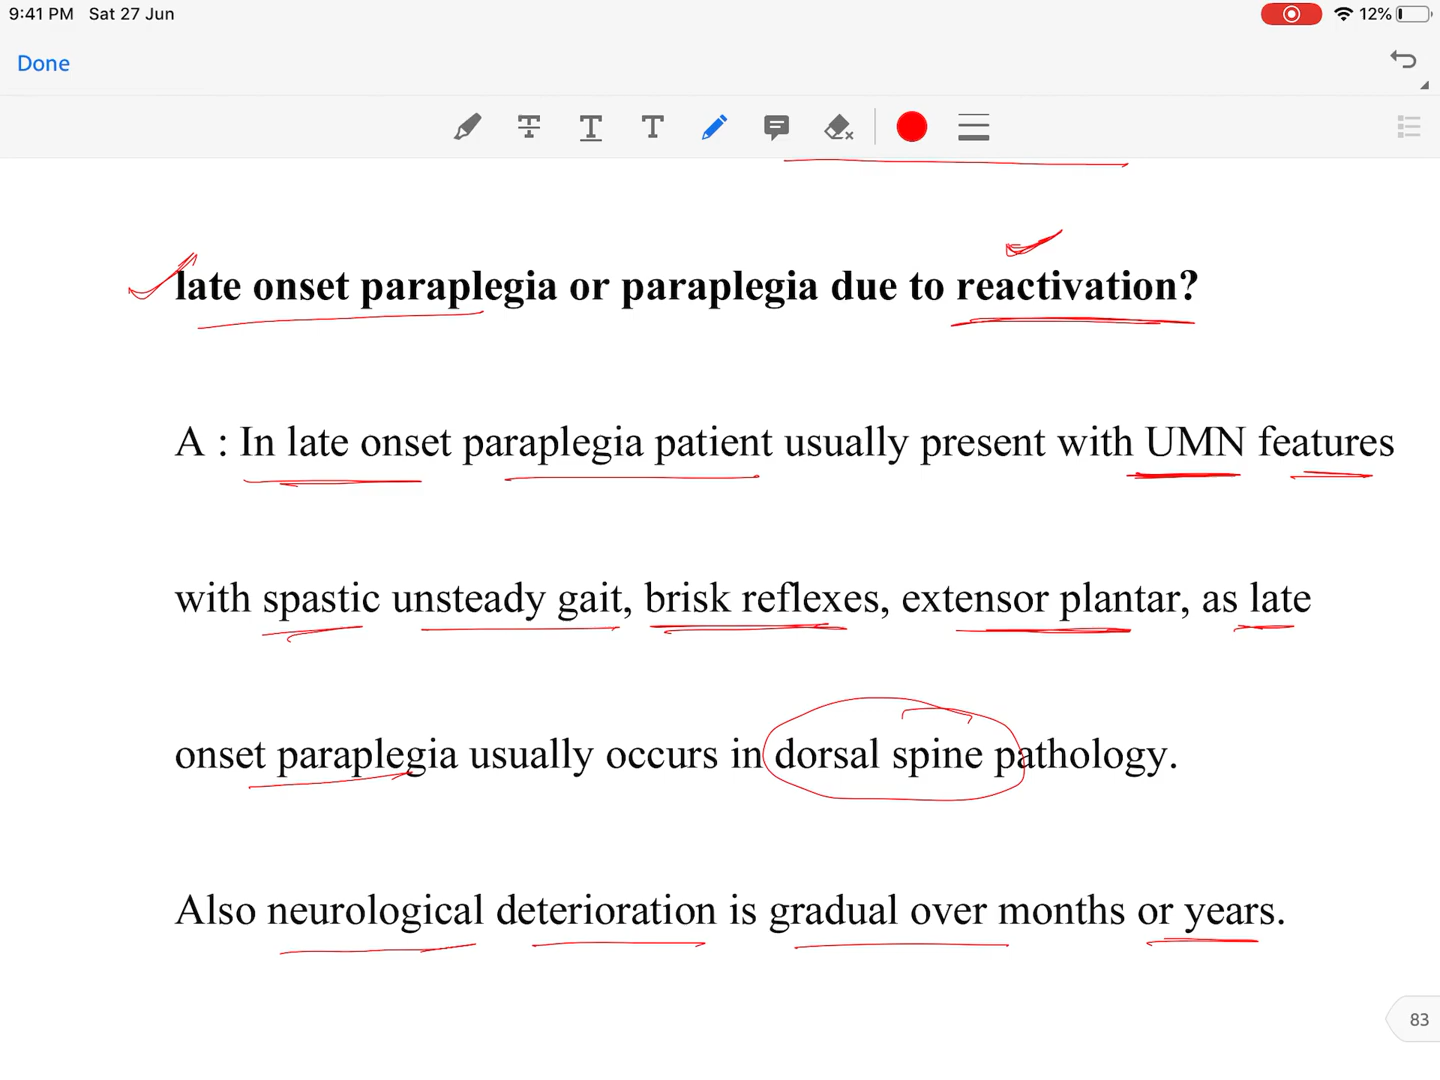 9:41 PM Sat 27 Jun
12%
Done
T T T
late onset paraplegia or paraplegia due to reactivation?
A : In late onset paraplegia patient usually present with UMN features
with spastic unsteady gait, brisk reflexes, extensor plantar, as late
onset paraplegia usually occurs in dorsal spine pathology.
Also neurological deterioration is gradual over months or years.
83